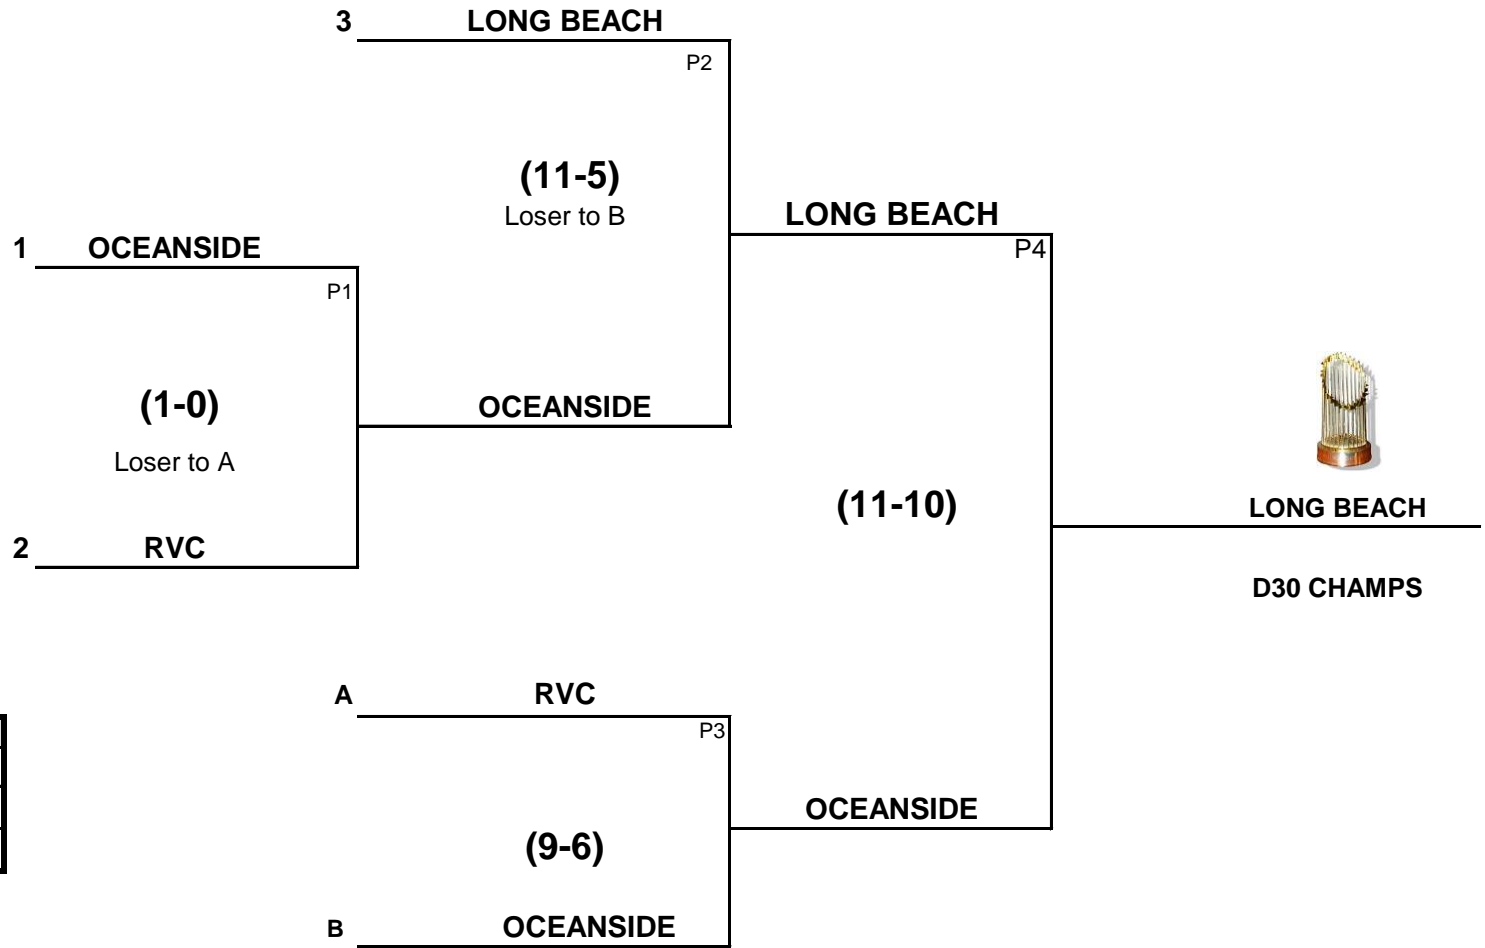 3 LONG BEACH
P2
(11-5)
Loser to B
LONG BEACH
1 OCEANSIDE
P4
P1
(1-0)
OCEANSIDE
Loser to A
(11-10)
LONG BEACH
2 RVC
D30 CHAMPS
A RVC
P3
OCEANSIDE
(9-6)
B OCEANSIDE